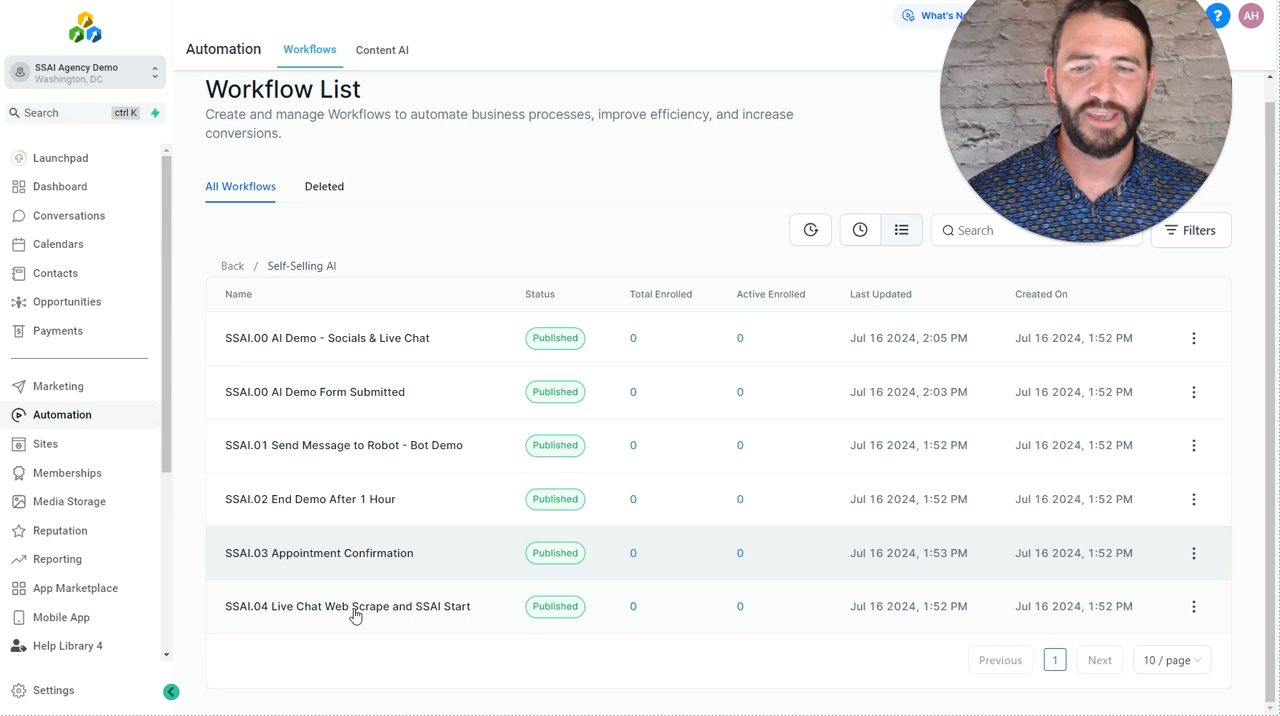 What's Ne
?
AH
SSAI Agency Demo
Washington, DC
Search
ctrl K
Launchpad
Dashboard
Conversations
Calendars
Contacts
Opportunities
Payments
Marketing
Automation
Sites
Memberships
Media Storage
Reputation
Reporting
App Marketplace
Mobile App
Help Library 4
Settings
Automation
Workflows
Content AI
Workflow List
Create and manage Workflows to automate business processes, improve efficiency, and increase
conversions.
All Workflows
Deleted
Search
Filters
Back / Self-Selling AI
Name Status Total Enrolled Active Enrolled Last Updated Created On
SSAI.00 AI Demo - Socials & Live Chat Published 0 0 Jul 16 2024, 2:05 PM Jul 16 2024, 1:52 PM
SSAI.00 AI Demo Form Submitted Published 0 0 Jul 16 2024, 2:03 PM Jul 16 2024, 1:52 PM
SSAI.01 Send Message to Robot - Bot Demo Published 0 0 Jul 16 2024, 1:52 PM Jul 16 2024, 1:52 PM
SSAI.02 End Demo After 1 Hour Published 0 0 Jul 16 2024, 1:52 PM Jul 16 2024, 1:52 PM
SSAI.03 Appointment Confirmation Published 0 0 Jul 16 2024, 1:53 PM Jul 16 2024, 1:52 PM
SSAI.04 Live Chat Web Scrape and SSAI Start Published 0 0 Jul 16 2024, 1:52 PM Jul 16 2024, 1:52 PM
Previous 1 Next 10 / page